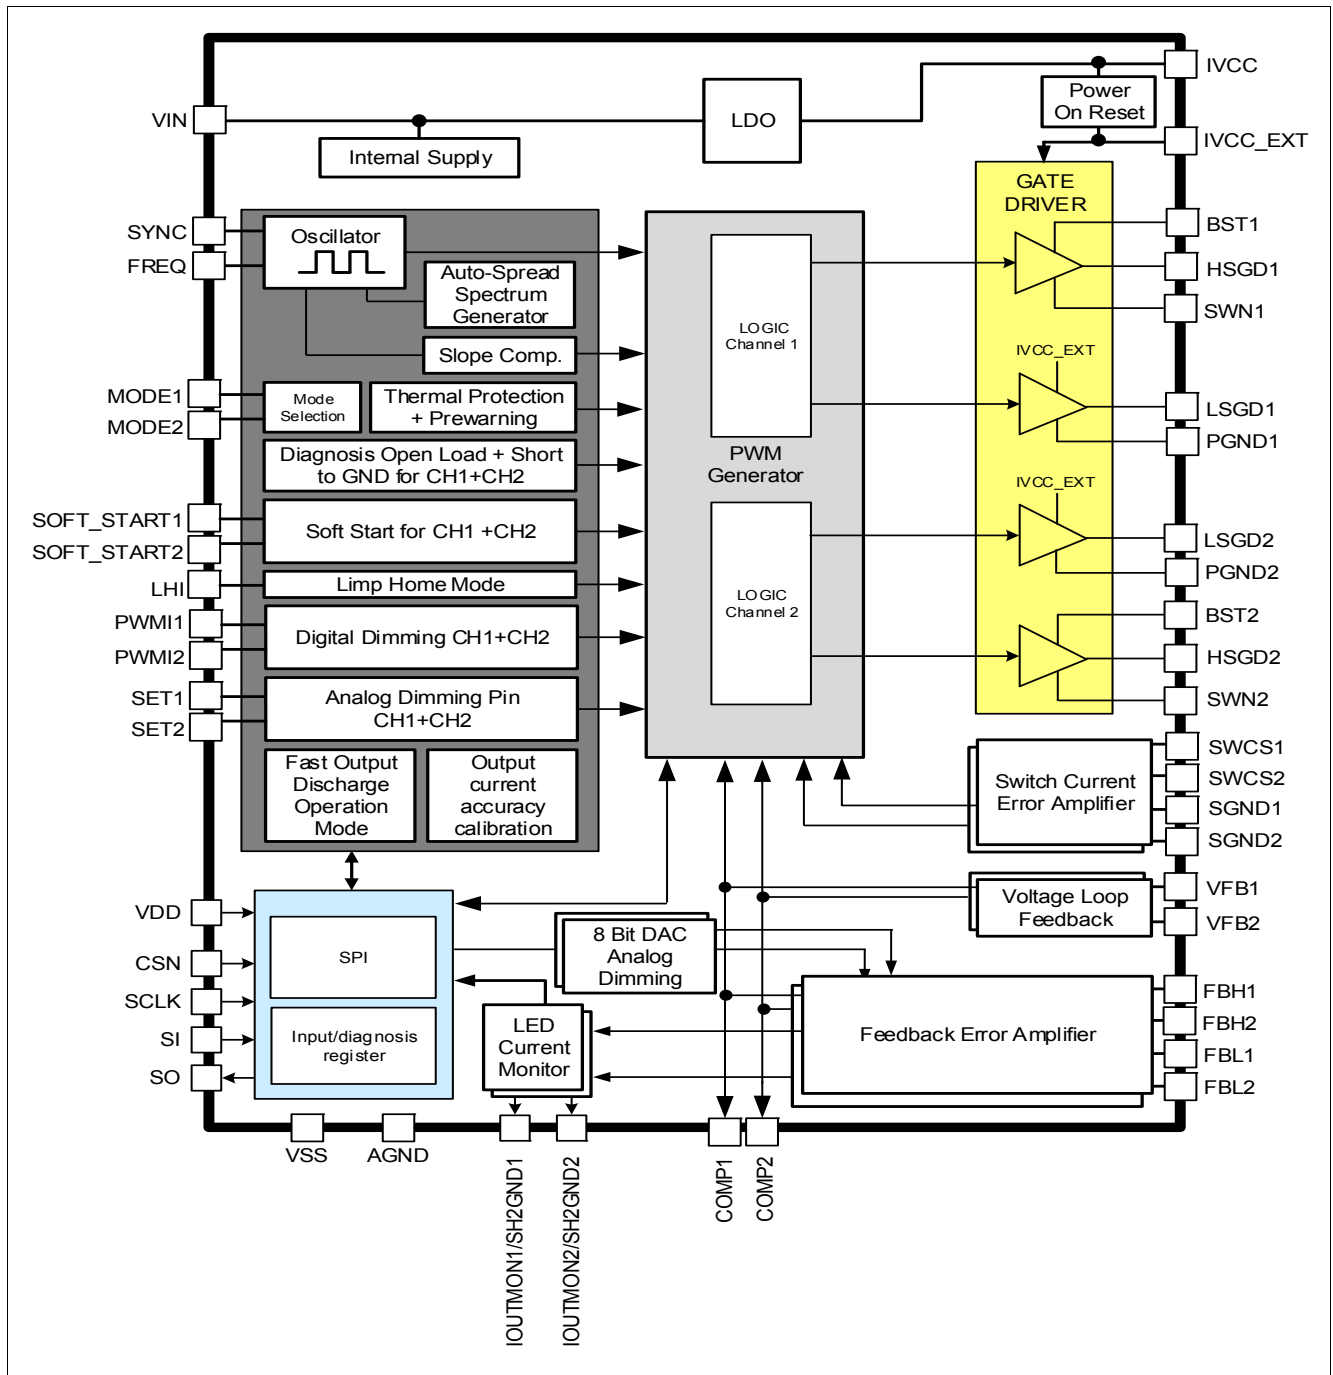 IVCC
VIN
LDO
Power
On Reset
Internal Supply
IVCC_EXT
GATE
DRIVER
SYNC
FREQ
Oscillator
Auto-Spread
Spectrum
Generator
Slope Comp.
MODE1
MODE2
Mode
Selection
Thermal Protection
+ Prewarning
Diagnosis Open Load + Short
to GND for CH1+CH2
SOFT_START1
SOFT_START2
Soft Start for CH1 +CH2
LHI
Limp Home Mode
PWMI1
PWMI2
Digital Dimming CH1+CH2
SET1
SET2
Analog Dimming Pin
CH1+CH2
Fast Output
Discharge
Operation
Mode
Output
current
accuracy
calibration
LOGIC
Channel 1
PWM
Generator
LOGIC
Channel 2
BST1
HSGD1
SWN1
IVCC_EXT
LSGD1
PGND1
IVCC_EXT
LSGD2
PGND2
BST2
HSGD2
SWN2
Switch Current
Error Amplifier
SWCS1
SWCS2
SGND1
SGND2
Voltage Loop
Feedback
VFB1
VFB2
VDD
CSN
SCLK
SI
SO
SPI
Input/diagnosis
register
8 Bit DAC
Analog
Dimming
LED
Current
Monitor
Feedback Error Amplifier
FBH1
FBH2
FBL1
FBL2
VSS
AGND
IOUTMON1/SH2GND1
IOUTMON2/SH2GND2
COMP1
COMP2